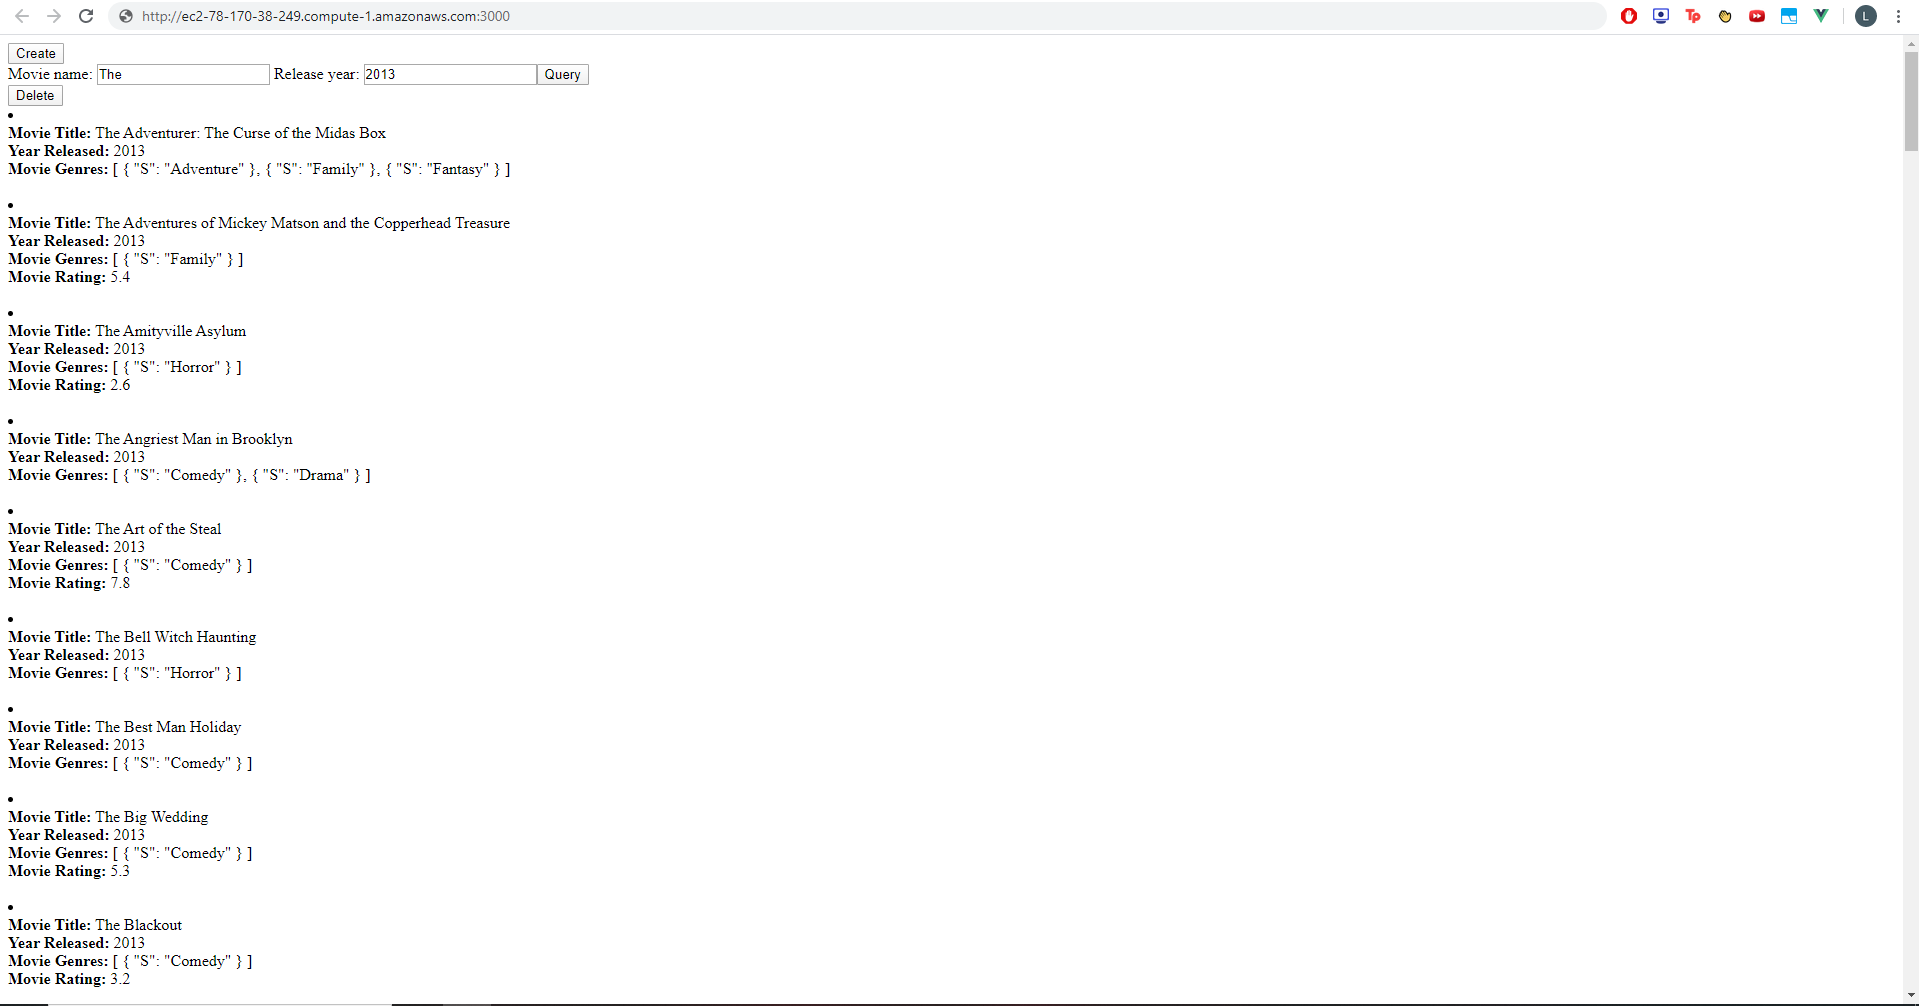 http://ec2-78-170-38-249.compute-1.amazonaws.com:3000
Tp
L
Create
Movie name: The Release year: 2013 Query
Delete
Movie Title: The Adventurer: The Curse of the Midas Box
Year Released: 2013
Movie Genres: [ { "S": "Adventure" }, { "S": "Family" }, { "S": "Fantasy" } ]
Movie Title: The Adventures of Mickey Matson and the Copperhead Treasure
Year Released: 2013
Movie Genres: [ { "S": "Family" } ]
Movie Rating: 5.4
Movie Title: The Amityville Asylum
Year Released: 2013
Movie Genres: [ { "S": "Horror" } ]
Movie Rating: 2.6
Movie Title: The Angriest Man in Brooklyn
Year Released: 2013
Movie Genres: [ { "S": "Comedy" }, { "S": "Drama" } ]
Movie Title: The Art of the Steal
Year Released: 2013
Movie Genres: [ { "S": "Comedy" } ]
Movie Rating: 7.8
Movie Title: The Bell Witch Haunting
Year Released: 2013
Movie Genres: [ { "S": "Horror" } ]
Movie Title: The Best Man Holiday
Year Released: 2013
Movie Genres: [ { "S": "Comedy" } ]
Movie Title: The Big Wedding
Year Released: 2013
Movie Genres: [ { "S": "Comedy" } ]
Movie Rating: 5.3
Movie Title: The Blackout
Year Released: 2013
Movie Genres: [ { "S": "Comedy" } ]
Movie Rating: 3.2